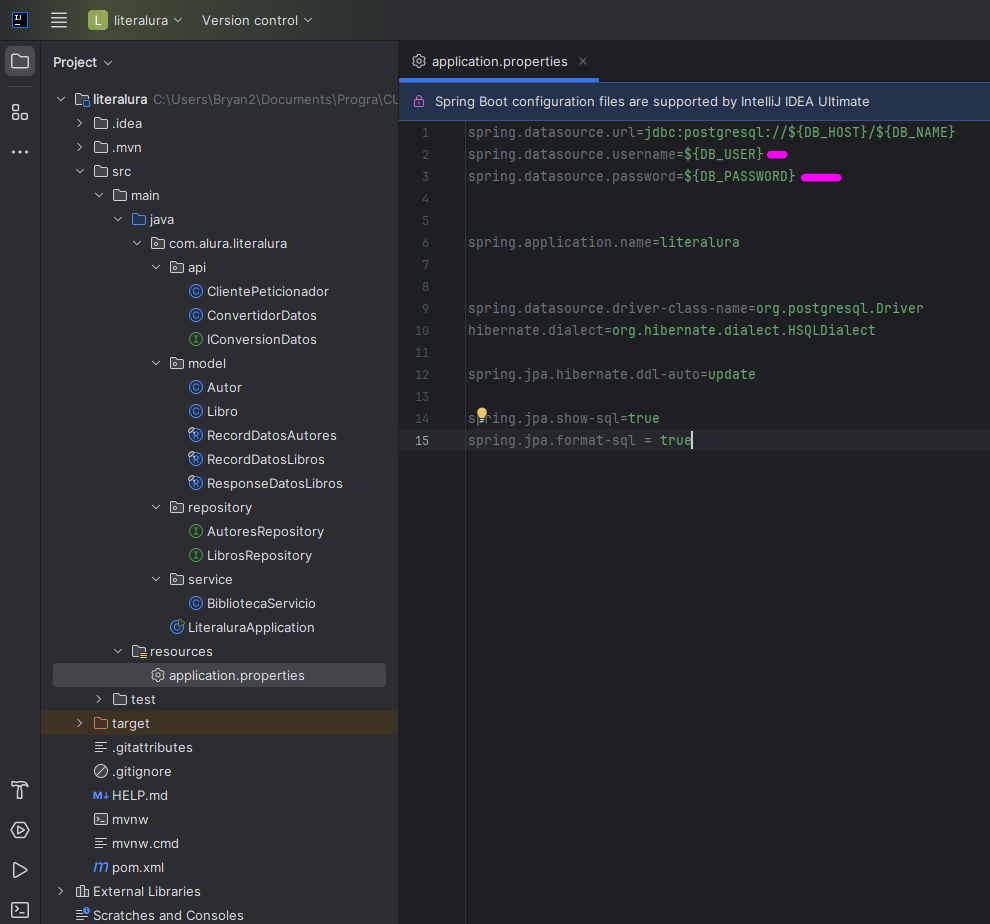 IJ
L literalura Version control
Project
literalura C:\Users\Bryan2\Documents\Progra\CU
.idea
.mvn
src
main
java
com.alura.literalura
api
ClientePeticionador
ConvertidorDatos
IConversionDatos
model
Autor
Libro
RecordDatosAutores
RecordDatosLibros
ResponseDatosLibros
repository
AutoresRepository
LibrosRepository
service
BibliotecaServicio
LiteraluraApplication
resources
application.properties
test
target
.gitattributes
.gitignore
HELP.md
mvnw
mvnw.cmd
pom.xml
External Libraries
Scratches and Consoles
application.properties
Spring Boot configuration files are supported by IntelliJ IDEA Ultimate
1 spring.datasource.url=jdbc:postgresql://${DB_HOST}/${DB_NAME}
2 spring.datasource.username=${DB_USER}
3 spring.datasource.password=${DB_PASSWORD}
4
5
6 spring.application.name=literalura
7
8
9 spring.datasource.driver-class-name=org.postgresql.Driver
10 hibernate.dialect=org.hibernate.dialect.HSQLDialect
11
12 spring.jpa.hibernate.ddl-auto=update
13
14 spring.jpa.show-sql=true
15 spring.jpa.format-sql = true